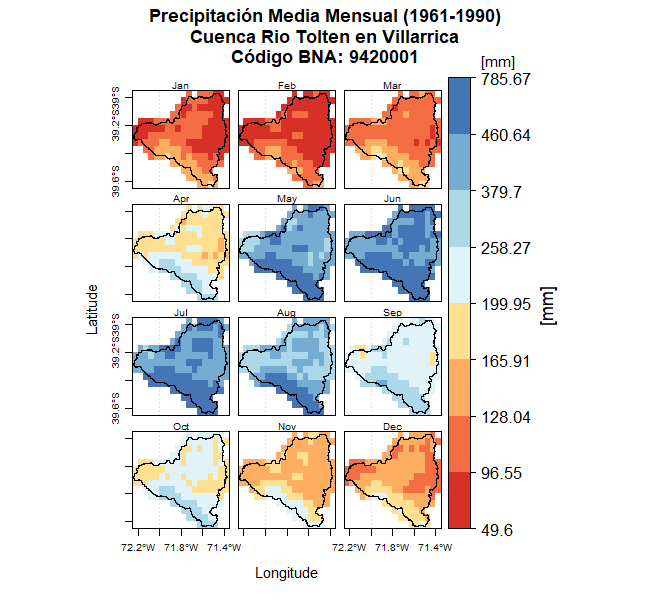 Precipitación Media Mensual (1961-1990)
Cuenca Rio Tolten en Villarrica
Código BNA: 9420001
[mm]
Jan Feb Mar
39.2°S 39°S
39.6°S
Apr May Jun
Jul Aug Sep
39.2°S 39°S
39.6°S
Oct Nov Dec
72.2°W 71.8°W 71.4°W 72.2°W 71.8°W 71.4°W
Latitude
Longitude
785.67
460.64
379.7
258.27
199.95
165.91
128.04
96.55
49.6
[mm]